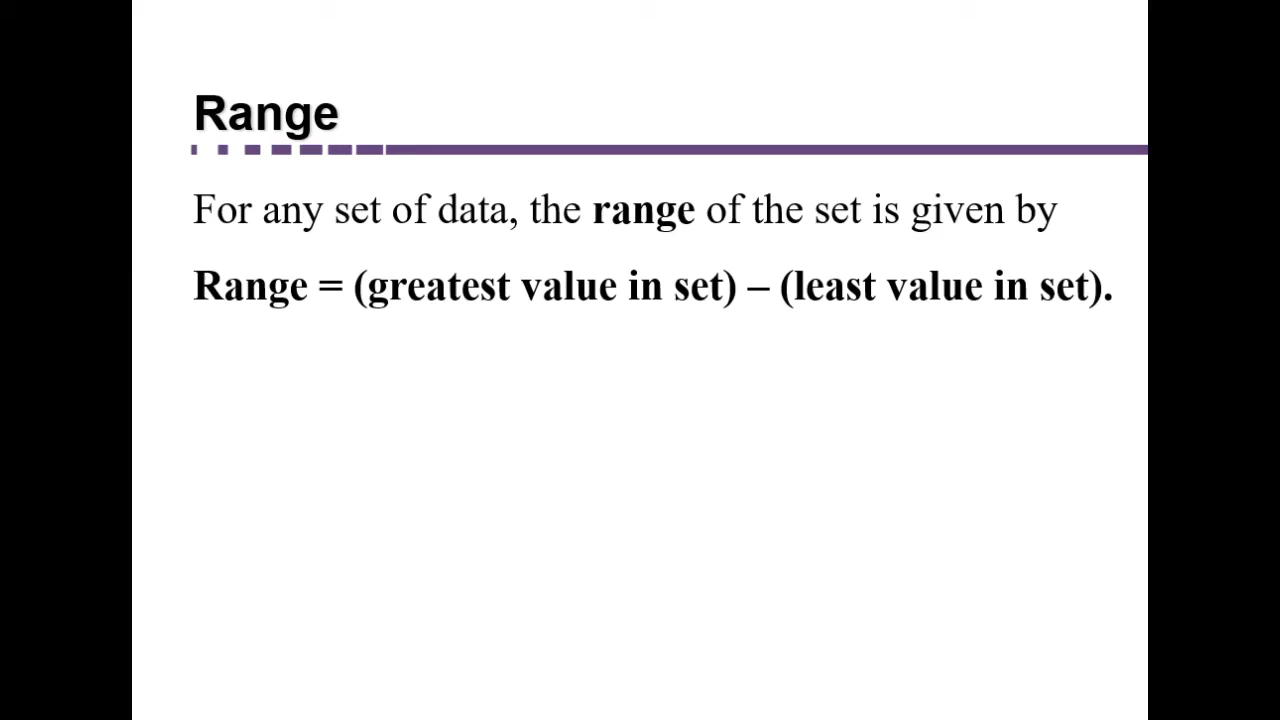 Range
For any set of data, the range of the set is given by
Range = (greatest value in set) – (least value in set).